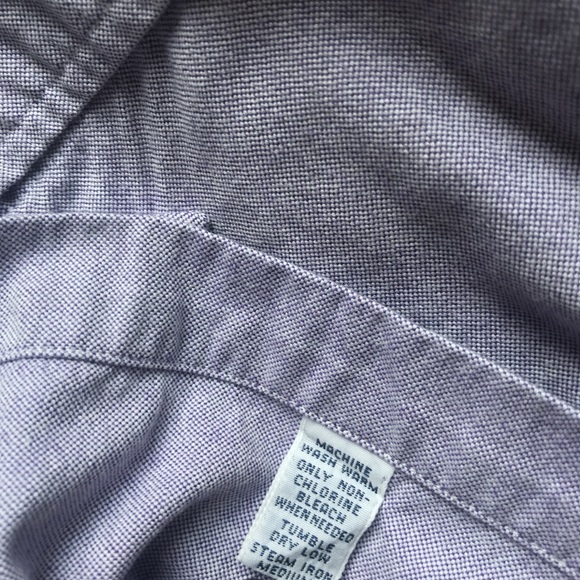 MACHINE
WASH WARM
ONLY NON-
CHLORINE
BLEACH
WHEN NEEDED
TUMBLE
DRY LOW
STEAM IRON
MEDIUM